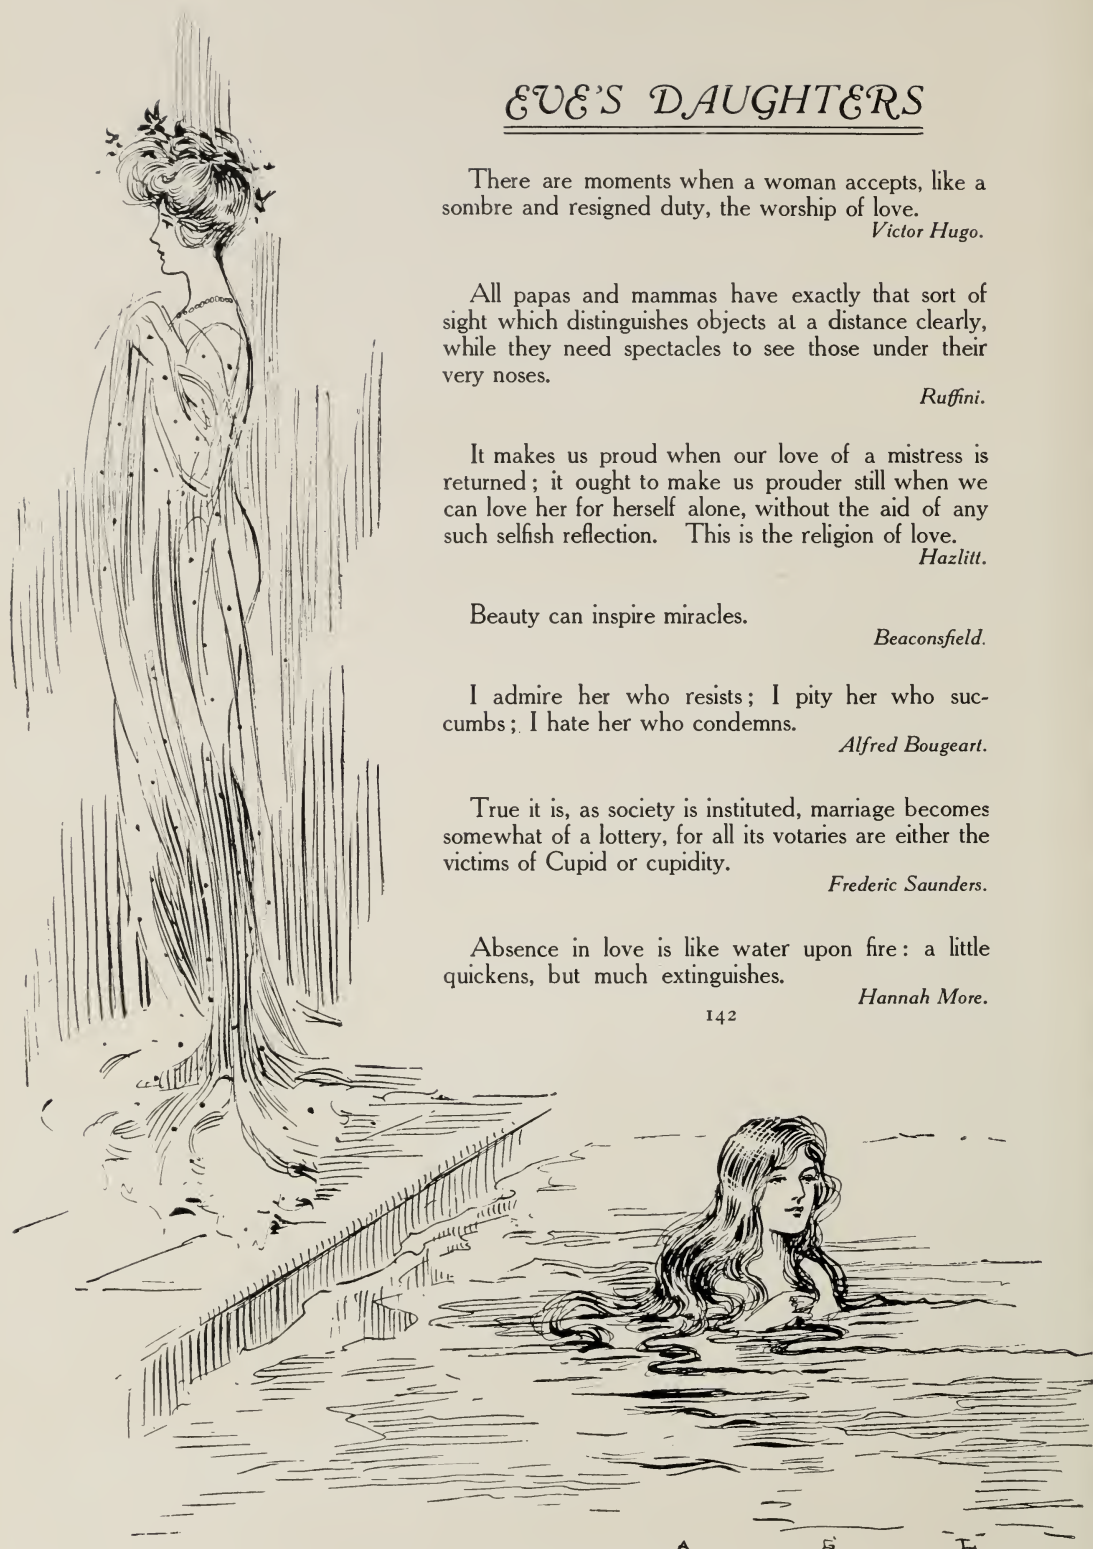 EVE'S DAUGHTERS
There are moments when a woman accepts, like a
sombre and resigned duty, the worship of love.
Victor Hugo.
All papas and mammas have exactly that sort of
sight which distinguishes objects at a distance clearly,
while they need spectacles to see those under their
very noses.
Ruffini.
It makes us proud when our love of a mistress is
returned; it ought to make us prouder still when we
can love her for herself alone, without the aid of any
such selfish reflection. This is the religion of love.
Hazlitt.
Beauty can inspire miracles.
Beaconsfield.
I admire her who resists; I pity her who suc-
cumbs; I hate her who condemns.
Alfred Bougeart.
True it is, as society is instituted, marriage becomes
somewhat of a lottery, for all its votaries are either the
victims of Cupid or cupidity.
Frederic Saunders.
Absence in love is like water upon fire: a little
quickens, but much extinguishes.
Hannah More.
142